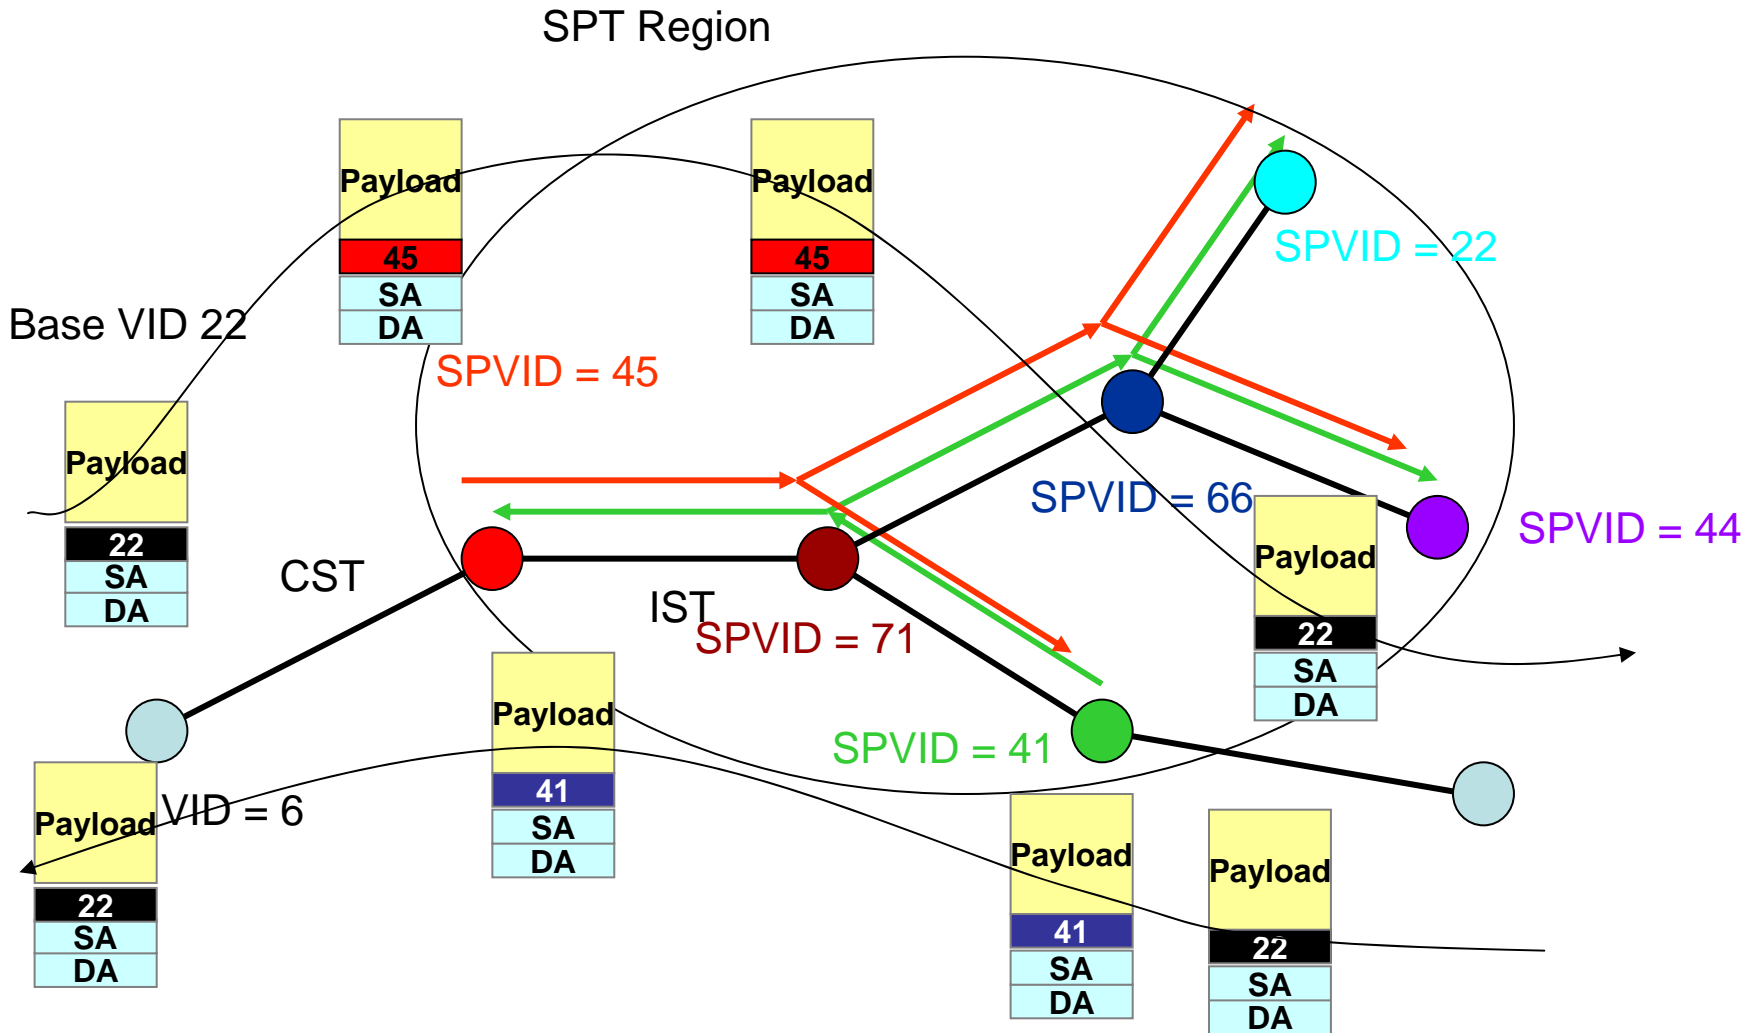 SPT Region
Payload
45
SA
DA
Payload
45
SA
DA
SPVID = 22
Base VID 22
SPVID = 45
Payload
22
SA
DA
CST
IST
SPVID = 71
SPVID = 66
SPVID = 44
Payload
22
SA
DA
Payload
41
SA
DA
SPVID = 41
VID = 6
Payload
22
SA
DA
Payload
41
SA
DA
Payload
22
SA
DA